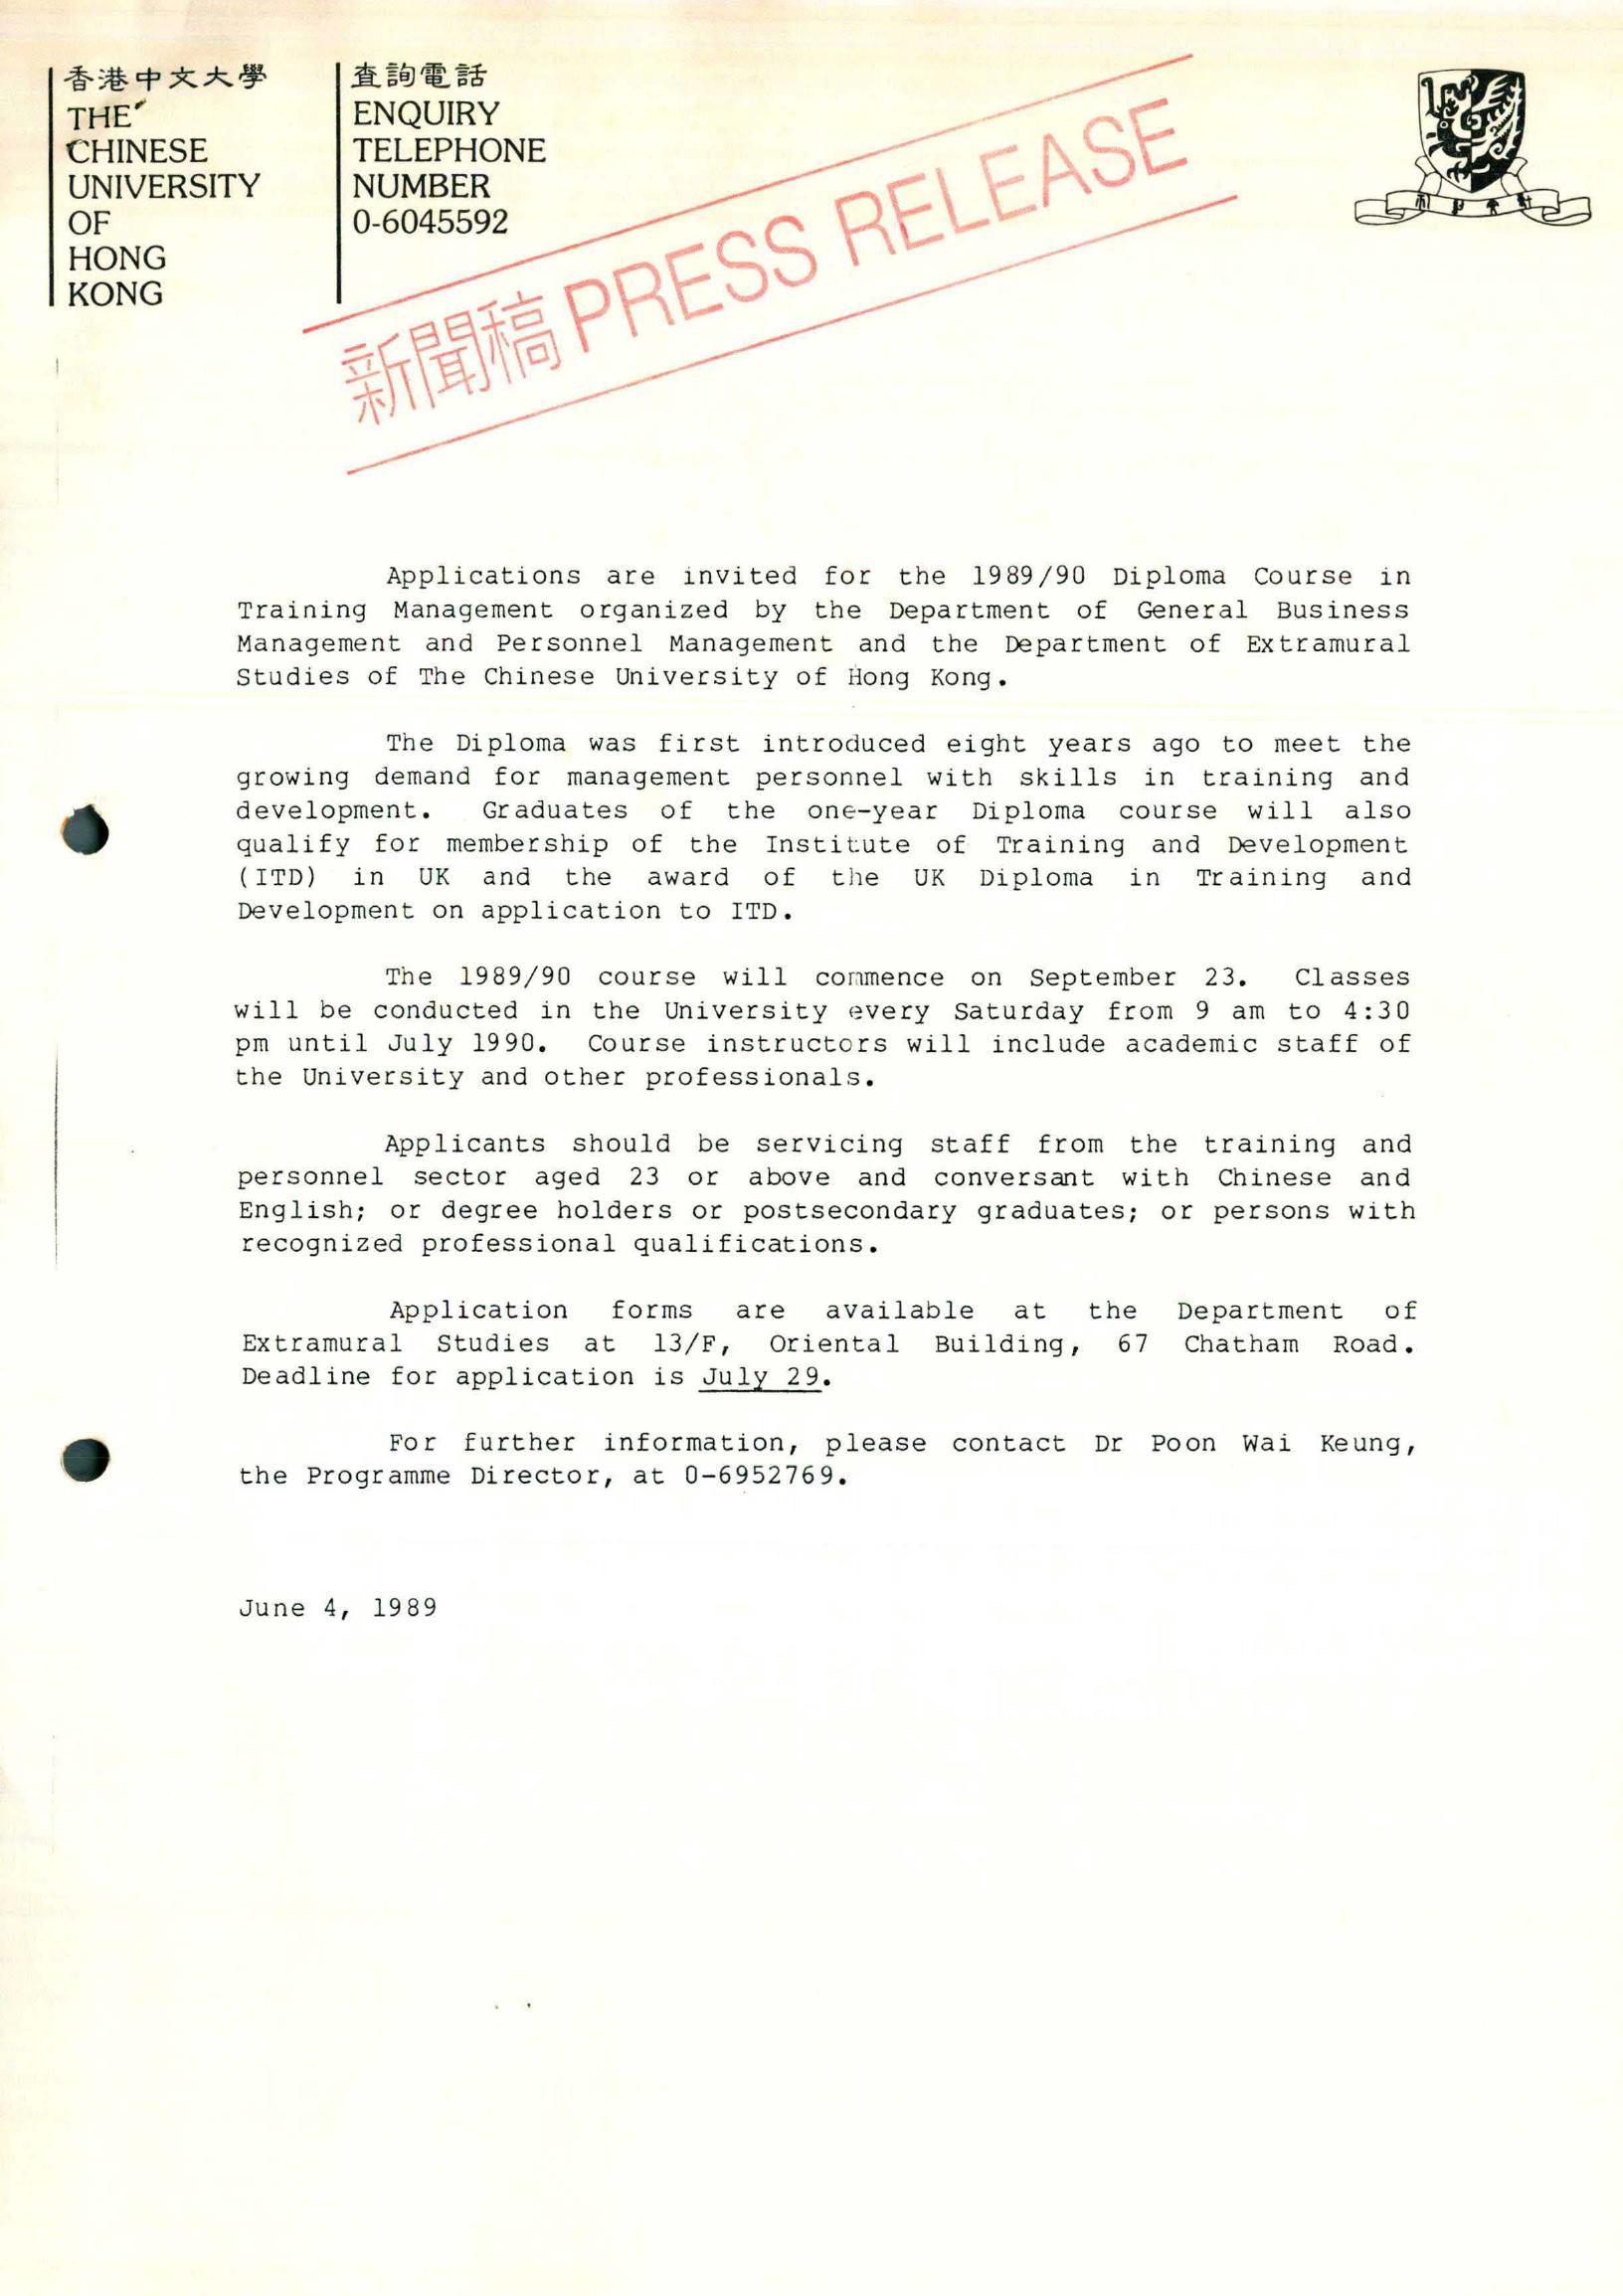 香港中文大學
THE
CHINESE
UNIVERSITY
OF
HONG
KONG
查詢電話
ENQUIRY
TELEPHONE
NUMBER
0-6045592
新聞稿 PRESS RELEASE
Applications are invited for the 1989/90 Diploma Course in
Training Management organized by the Department of General Business
Management and Personnel Management and the Department of Extramural
Studies of The Chinese University of Hong Kong.
The Diploma was first introduced eight years ago to meet the
growing demand for management personnel with skills in training and
development. Graduates of the one-year Diploma course will also
qualify for membership of the Institute of Training and Development
(ITD) in UK and the award of the UK Diploma in Training and
Development on application to ITD.
The 1989/90 course will commence on September 23. Classes
will be conducted in the University every Saturday from 9 am to 4:30
pm until July 1990. Course instructors will include academic staff of
the University and other professionals.
Applicants should be servicing staff from the training and
personnel sector aged 23 or above and conversant with Chinese and
English; or degree holders or postsecondary graduates; or persons with
recognized professional qualifications.
Application forms are available at the Department of
Extramural Studies at 13/F, Oriental Building, 67 Chatham Road.
Deadline for application is July 29.
For further information, please contact Dr Poon Wai Keung,
the Programme Director, at 0-6952769.
June 4, 1989